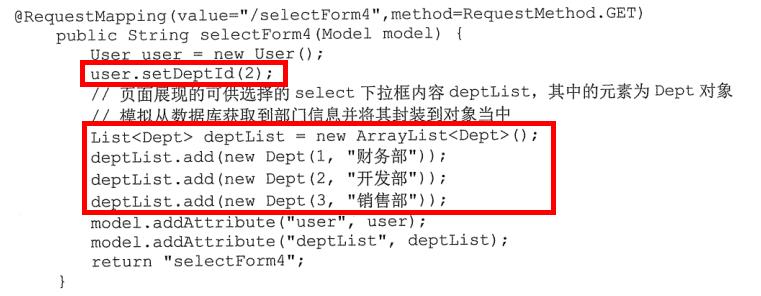 @RequestMapping(value="/selectForm4",method=RequestMethod.GET)
public String selectForm4(Model model) {
User user = new User();
user.setDeptId(2);
// 页面展现的可供选择的 select 下拉框内容 deptList，其中的元素为 Dept 对象
// 模拟从数据库获取到部门信息并将其封装到对象当中
List<Dept> deptList = new ArrayList<Dept>();
deptList.add(new Dept(1, "财务部"));
deptList.add(new Dept(2, "开发部"));
deptList.add(new Dept(3, "销售部"));
model.addAttribute("user", user);
model.addAttribute("deptList", deptList);
return "selectForm4";
}